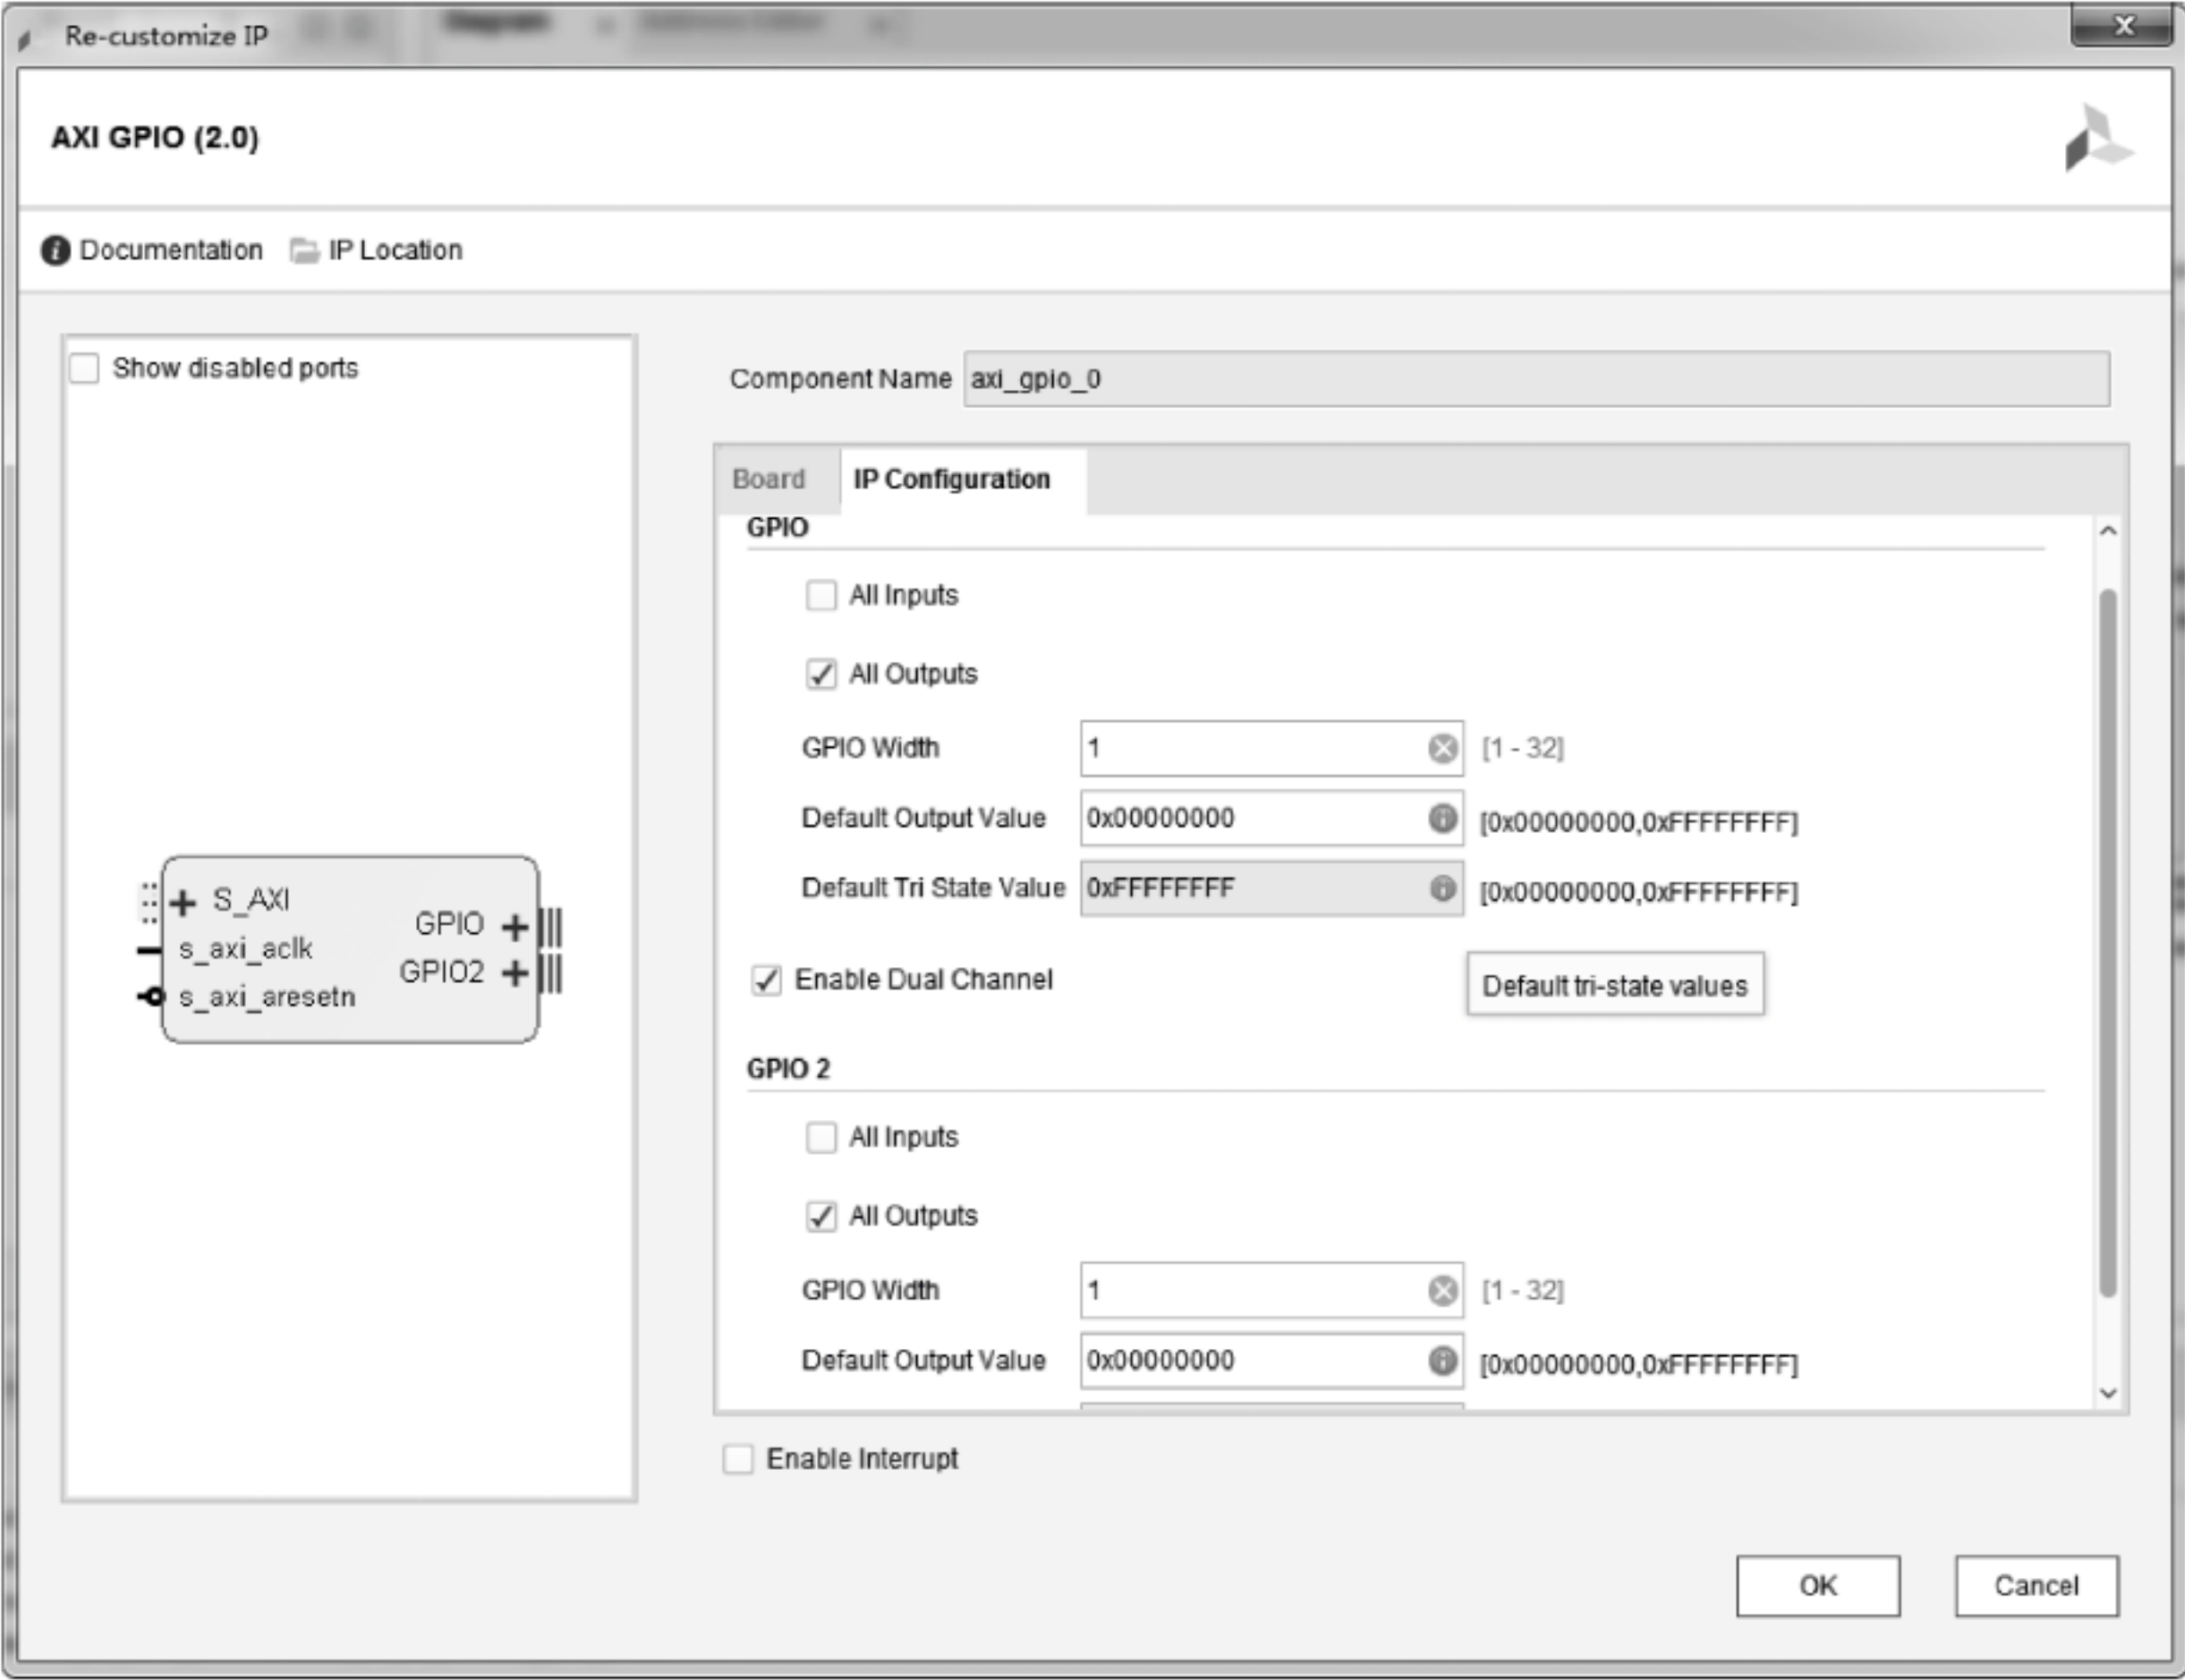 Re-customize IP
AXI GPIO (2.0)
Documentation IP Location
Show disabled ports
S_AXI
s_axi_aclk
s_axi_aresetn
GPIO
GPIO2
Component Name axi_gpio_0
Board IP Configuration
GPIO
All Inputs
All Outputs
GPIO Width 1 [1 - 32]
Default Output Value 0x00000000 [0x00000000,0xFFFFFFFF]
Default Tri State Value 0xFFFFFFFF [0x00000000,0xFFFFFFFF]
Enable Dual Channel
Default tri-state values
GPIO 2
All Inputs
All Outputs
GPIO Width 1 [1 - 32]
Default Output Value 0x00000000 [0x00000000,0xFFFFFFFF]
Enable Interrupt
OK Cancel